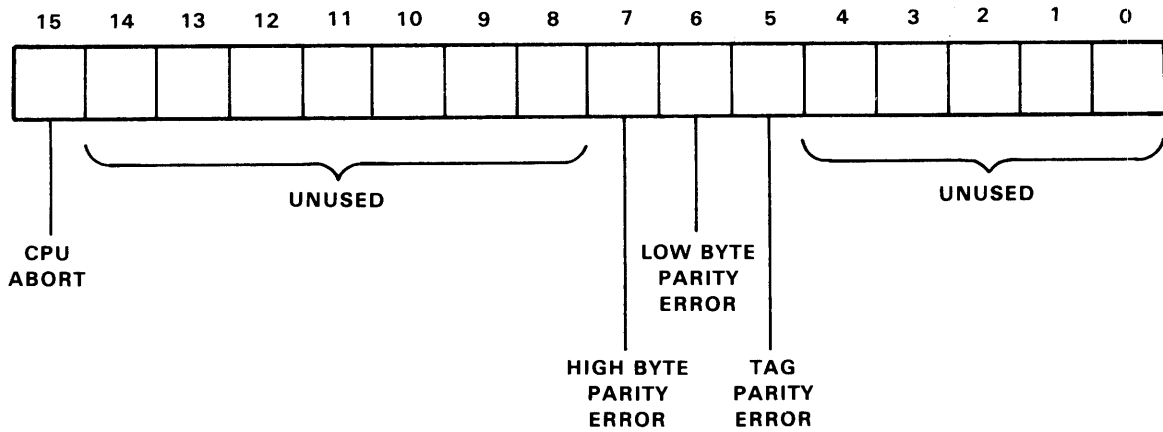 15 14 13 12 11 10 9 8 7 6 5 4 3 2 1 0
UNUSED
UNUSED
CPU
ABORT
LOW BYTE
PARITY
ERROR
HIGH BYTE
PARITY
ERROR
TAG
PARITY
ERROR